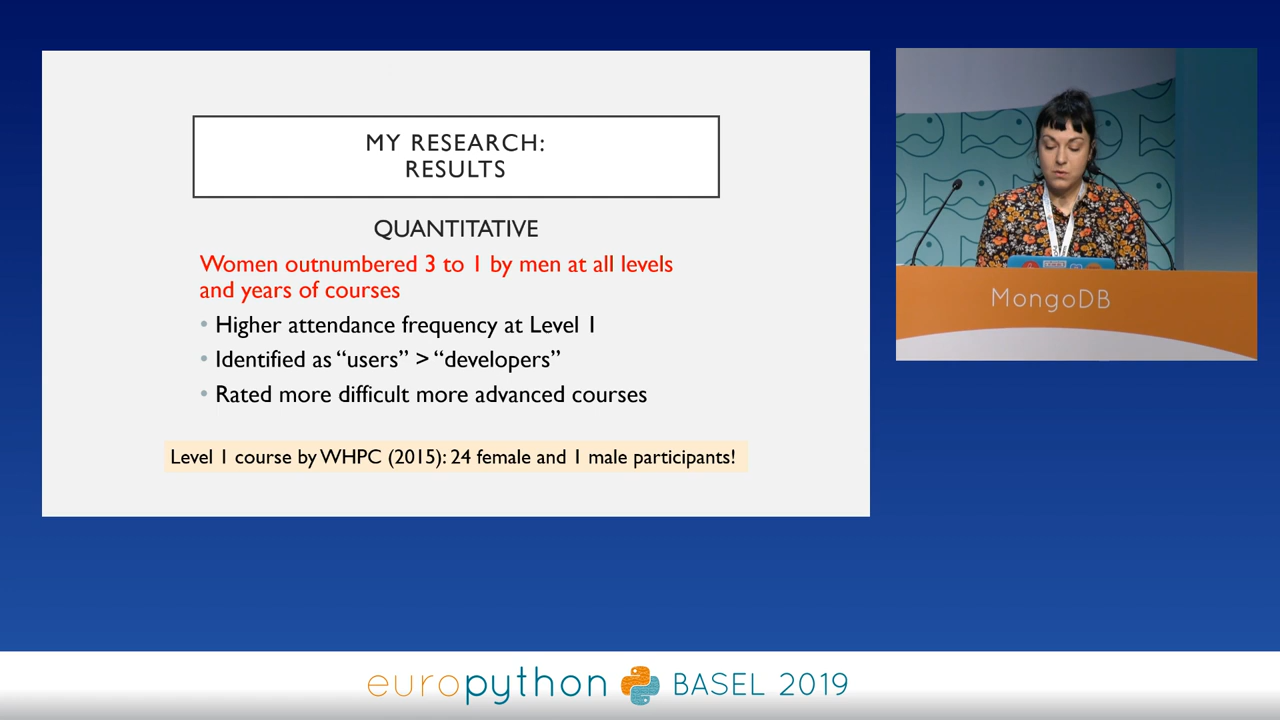 MY RESEARCH:
RESULTS
QUANTITATIVE
Women outnumbered 3 to 1 by men at all levels
and years of courses
• Higher attendance frequency at Level 1
• Identified as “users” > “developers”
• Rated more difficult more advanced courses
Level 1 course by WHPC (2015): 24 female and 1 male participants!
MongoDB
europython BASEL 2019